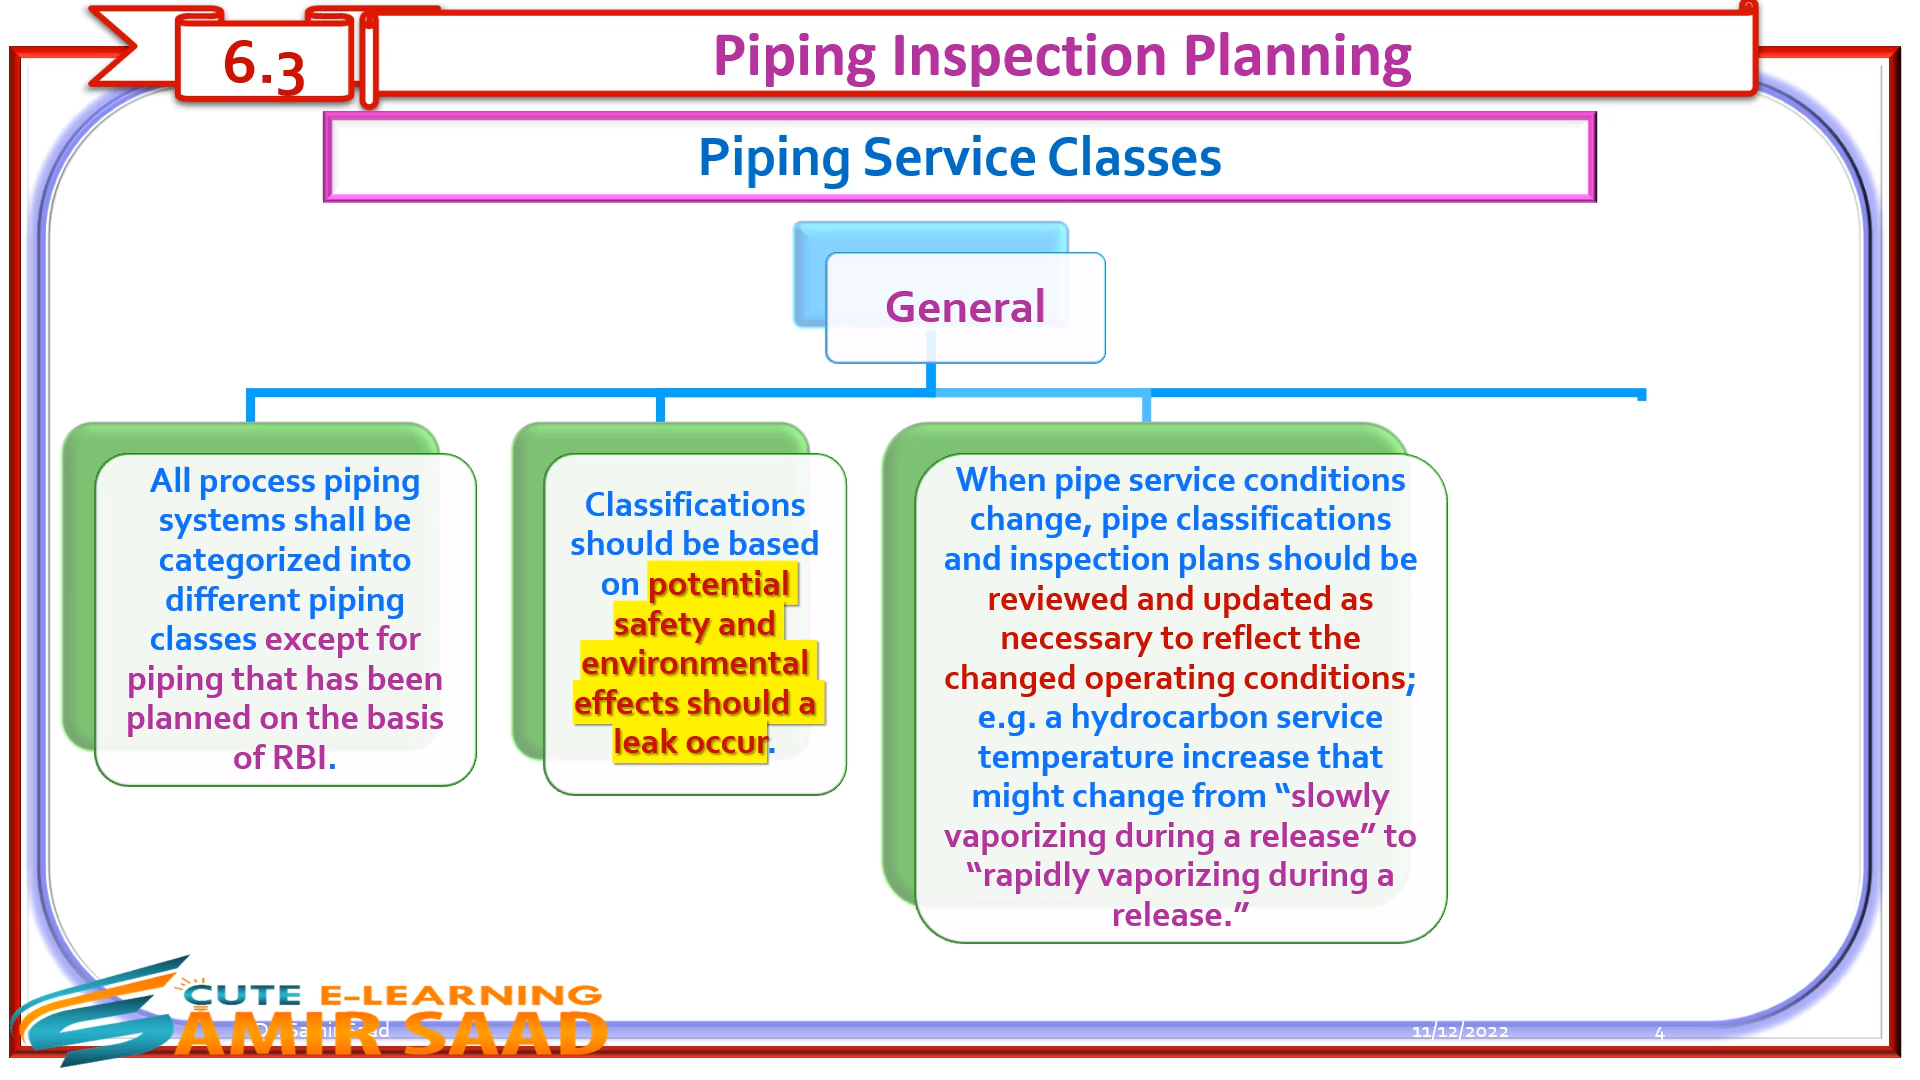 6.3
Piping Inspection Planning
Piping Service Classes
General
All process piping
systems shall be
categorized into
different piping
classes except for
piping that has been
planned on the basis
of RBI.
Classifications
should be based
on potential
safety and
environmental
effects should a
leak occur.
When pipe service conditions
change, pipe classifications
and inspection plans should be
reviewed and updated as
necessary to reflect the
changed operating conditions;
e.g. a hydrocarbon service
temperature increase that
might change from “slowly
vaporizing during a release” to
“rapidly vaporizing during a
release.”
CUTE E-LEARNING
AMIR SAAD
11/12/2022
4